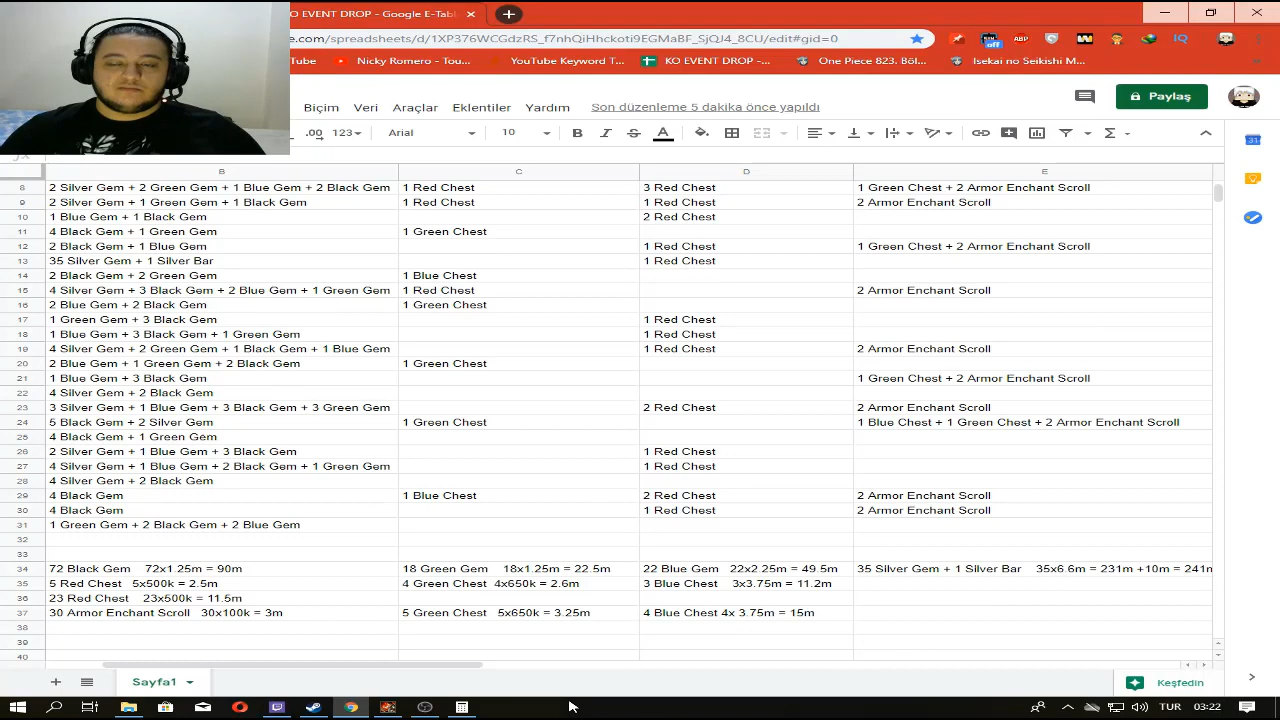 KO EVENT DROP - Google E-Tabl
e.com/spreadsheets/d/1XP376WCGdzRS_f7nhQiHhckoti9EGMaBF_SjQJ4_8CU/edit#gid=0
off ABP IQ
Tube Nicky Romero - Tou... YouTube Keyword T... KO EVENT DROP -... One Piece 823. Böl... Isekai no Seikishi M...
Biçim Veri Araçlar Eklentiler Yardım Son düzenleme 5 dakika önce yapıldı Paylaş
.00 123 Arial 10 B I S A Σ
31
B C D E
8 2 Silver Gem + 2 Green Gem + 1 Blue Gem + 2 Black Gem 1 Red Chest 3 Red Chest 1 Green Chest + 2 Armor Enchant Scroll
9 2 Silver Gem + 1 Green Gem + 1 Black Gem 1 Red Chest 1 Red Chest 2 Armor Enchant Scroll
10 1 Blue Gem + 1 Black Gem 2 Red Chest
11 4 Black Gem + 1 Green Gem 1 Green Chest
12 2 Black Gem + 1 Blue Gem 1 Red Chest 1 Green Chest + 2 Armor Enchant Scroll
13 35 Silver Gem + 1 Silver Bar 1 Red Chest
14 2 Black Gem + 2 Green Gem 1 Blue Chest
15 4 Silver Gem + 3 Black Gem + 2 Blue Gem + 1 Green Gem 1 Red Chest 2 Armor Enchant Scroll
16 2 Blue Gem + 2 Black Gem 1 Green Chest
17 1 Green Gem + 3 Black Gem 1 Red Chest
18 1 Blue Gem + 3 Black Gem + 1 Green Gem 1 Red Chest
19 4 Silver Gem + 2 Green Gem + 1 Black Gem + 1 Blue Gem 1 Red Chest 2 Armor Enchant Scroll
20 2 Blue Gem + 1 Green Gem + 2 Black Gem 1 Green Chest
21 1 Blue Gem + 3 Black Gem 1 Green Chest + 2 Armor Enchant Scroll
22 4 Silver Gem + 2 Black Gem
23 3 Silver Gem + 1 Blue Gem + 3 Black Gem + 3 Green Gem 2 Red Chest 2 Armor Enchant Scroll
24 5 Black Gem + 2 Silver Gem 1 Green Chest 1 Blue Chest + 1 Green Chest + 2 Armor Enchant Scroll
25 4 Black Gem + 1 Green Gem
26 2 Silver Gem + 1 Blue Gem + 3 Black Gem 1 Red Chest
27 4 Silver Gem + 1 Blue Gem + 2 Black Gem + 1 Green Gem 1 Red Chest
28 4 Silver Gem + 2 Black Gem
29 4 Black Gem 1 Blue Chest 2 Red Chest 2 Armor Enchant Scroll
30 4 Black Gem 1 Red Chest 2 Armor Enchant Scroll
31 1 Green Gem + 2 Black Gem + 2 Blue Gem
32
33
34 72 Black Gem 72x1.25m = 90m 18 Green Gem 18x1.25m = 22.5m 22 Blue Gem 22x2.25m = 49.5m 35 Silver Gem + 1 Silver Bar 35x6.6m = 231m +10m = 241m
35 5 Red Chest 5x500k = 2.5m 4 Green Chest 4x650k = 2.6m 3 Blue Chest 3x3.75m = 11.2m
36 23 Red Chest 23x500k = 11.5m
37 30 Armor Enchant Scroll 30x100k = 3m 5 Green Chest 5x650k = 3.25m 4 Blue Chest 4x 3.75m = 15m
38
39
40
Sayfa1 Keşfedin
TUR 03:22